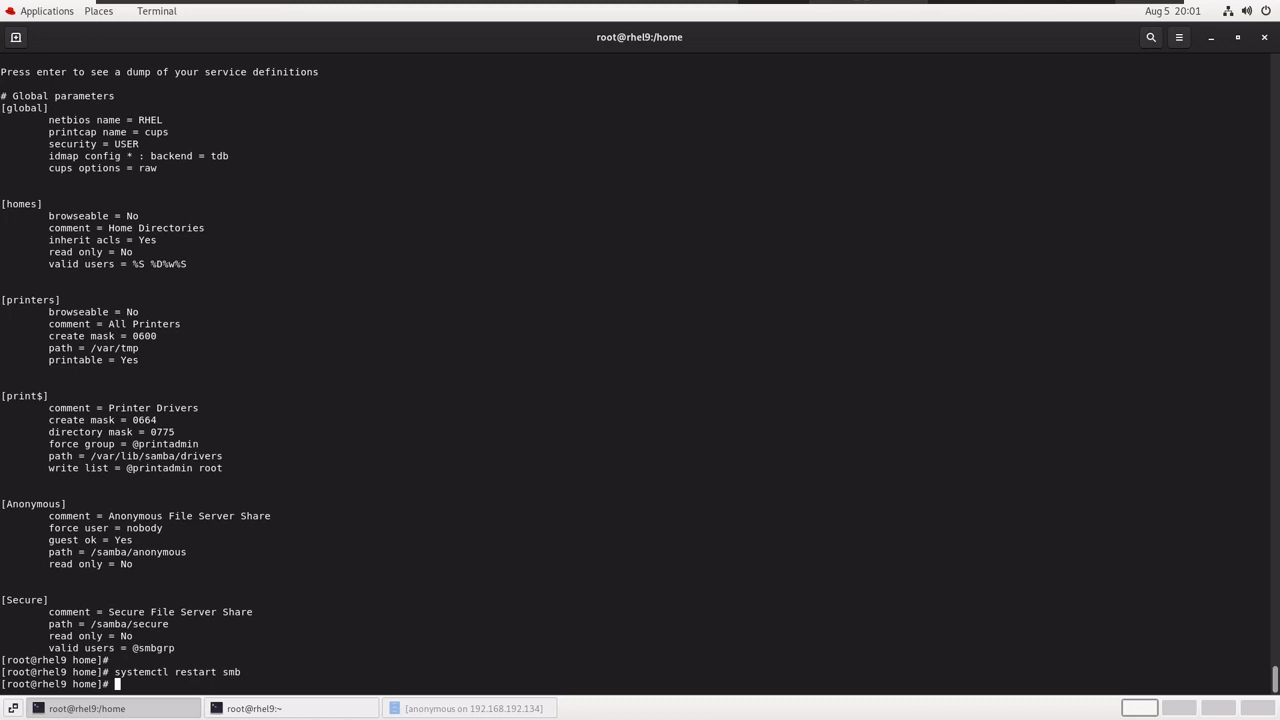 Applications Places Terminal Aug 5 20:01
root@rhel9:/home
Press enter to see a dump of your service definitions
# Global parameters
[global]
netbios name = RHEL
printcap name = cups
security = USER
idmap config * : backend = tdb
cups options = raw
[homes]
browseable = No
comment = Home Directories
inherit acls = Yes
read only = No
valid users = %S %D%w%S
[printers]
browseable = No
comment = All Printers
create mask = 0600
path = /var/tmp
printable = Yes
[print$]
comment = Printer Drivers
create mask = 0664
directory mask = 0775
force group = @printadmin
path = /var/lib/samba/drivers
write list = @printadmin root
[Anonymous]
comment = Anonymous File Server Share
force user = nobody
guest ok = Yes
path = /samba/anonymous
read only = No
[Secure]
comment = Secure File Server Share
path = /samba/secure
read only = No
valid users = @smbgrp
[root@rhel9 home]#
[root@rhel9 home]# systemctl restart smb
[root@rhel9 home]#
root@rhel9:/home root@rhel9:~ [anonymous on 192.168.192.134]